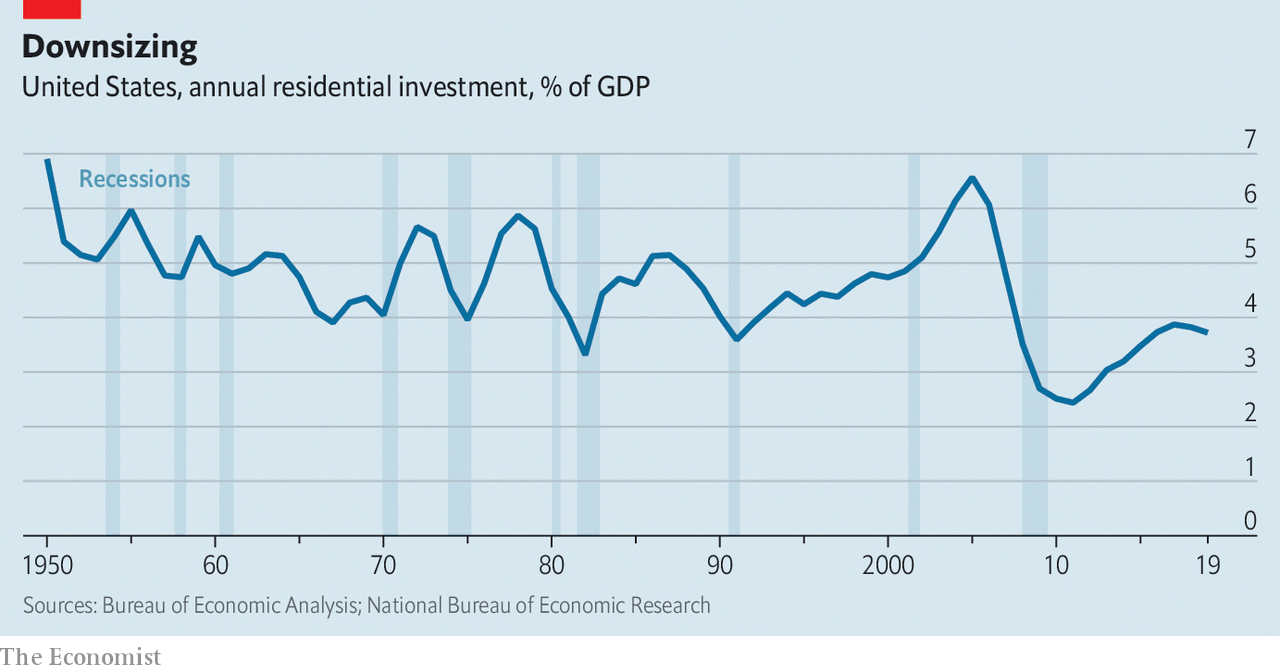 Downsizing
United States, annual residential investment, % of GDP
7
Recessions
6
5
4
3
2
1
0
1950 60 70 80 90 2000 10 19
Sources: Bureau of Economic Analysis; National Bureau of Economic Research
The Economist